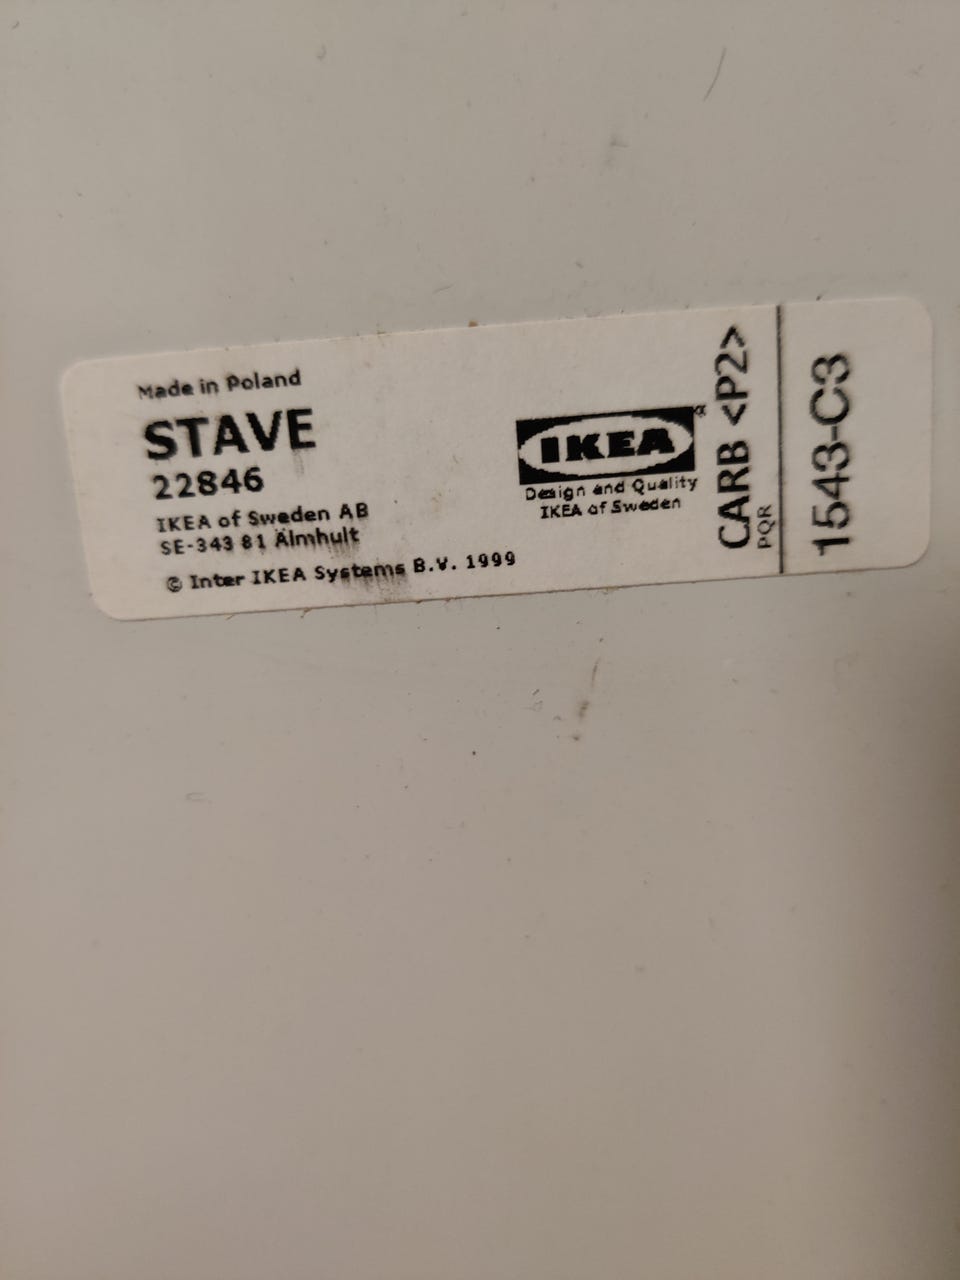 Made in Poland
STAVE
22846
IKEA of Sweden AB
SE-343 81 Älmhult
© Inter IKEA Systems B.V. 1999
IKEA®
Design and Quality
IKEA of Sweden
CARB <P2>
PQR
1543-C3